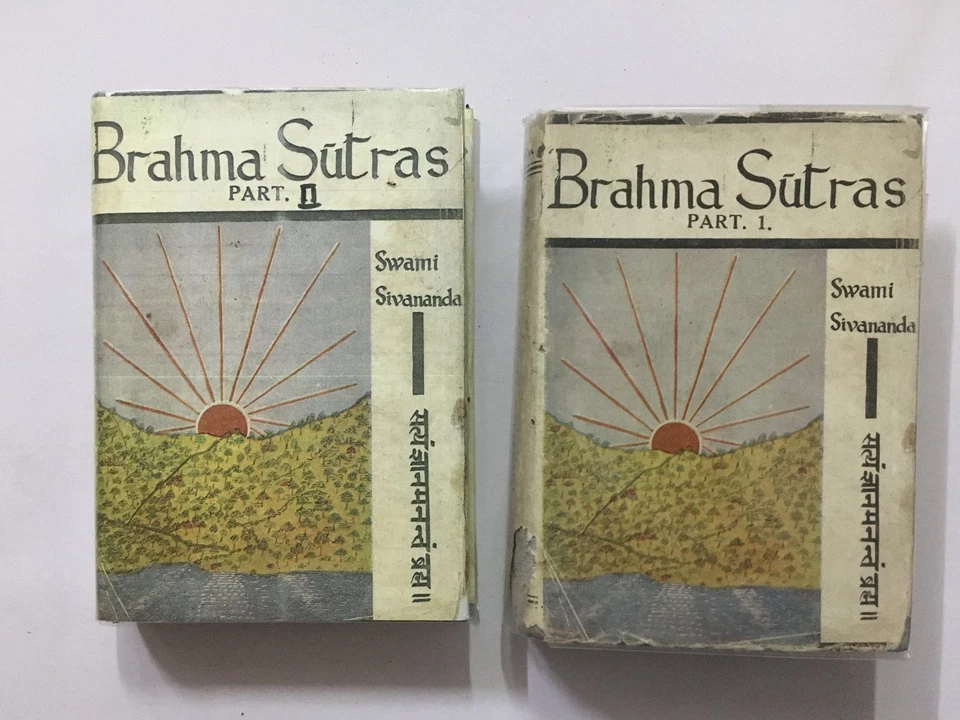 Brahma Sūtras
PART. II
Swami
Sivananda
सत्यंज्ञानमनन्तं ब्रह्म॥
Brahma Sūtras
PART. 1.
Swami
Sivananda
सत्यंज्ञानमनन्तं ब्रह्म॥